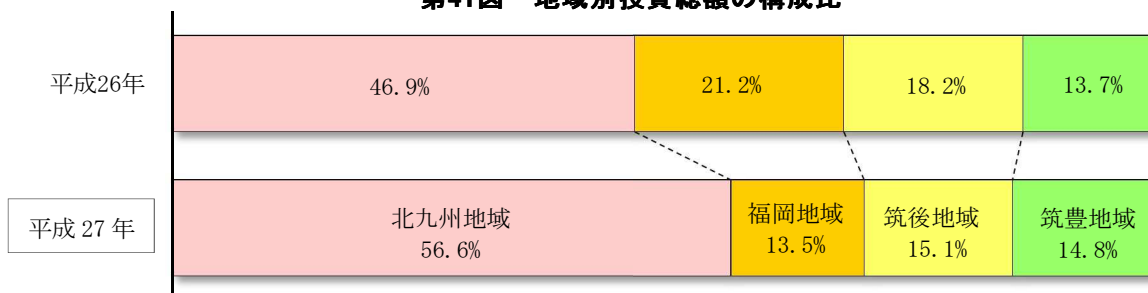 第41図 地域別投資総額の構成比
平成26年
46.9%
21.2%
18.2%
13.7%
平成 27 年
北九州地域
56.6%
福岡地域
13.5%
筑後地域
15.1%
筑豊地域
14.8%